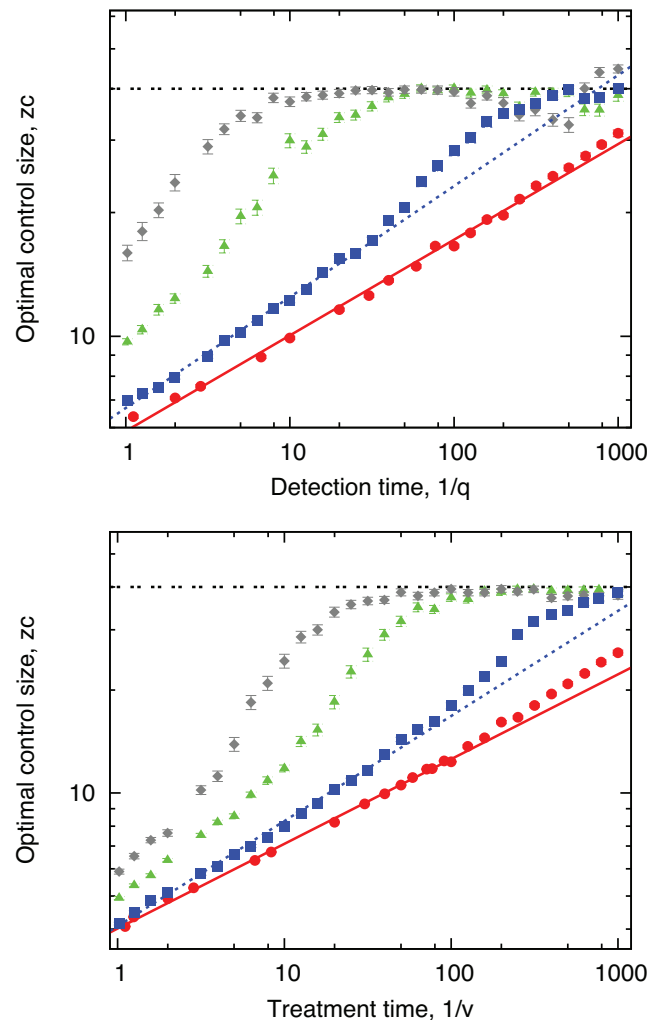 Optimal control size, zc
10
1
10
100
1000
Detection time, 1/q
Optimal control size, zc
10
1
10
100
1000
Treatment time, 1/v